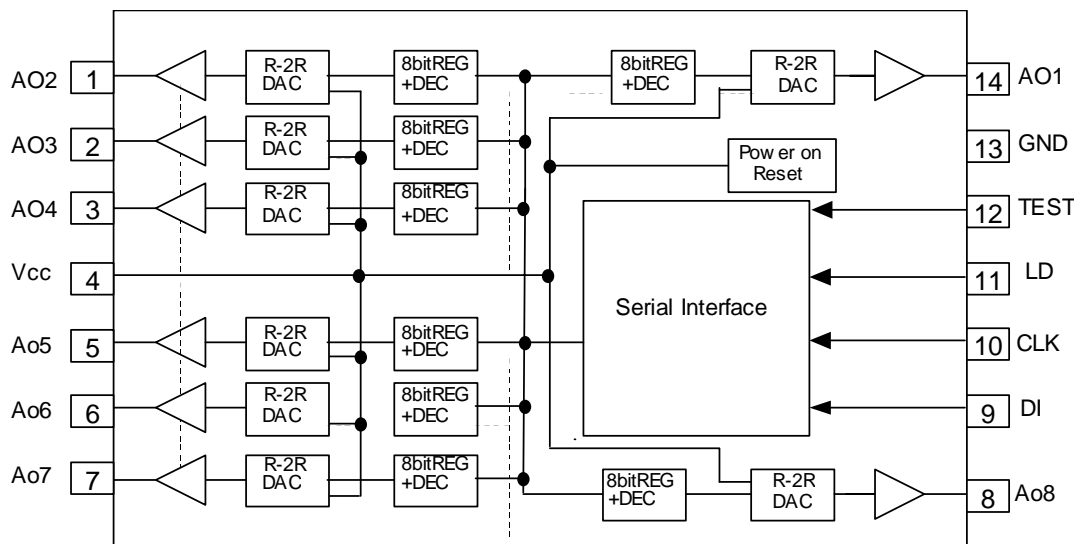 AO2 1 R-2R DAC 8bitREG +DEC 8bitREG +DEC R-2R DAC 14 AO1
AO3 2 R-2R DAC 8bitREG +DEC Power on Reset 13 GND
AO4 3 R-2R DAC 8bitREG +DEC 12 TEST
Vcc 4 11 LD
Serial Interface
Ao5 5 R-2R DAC 8bitREG +DEC 10 CLK
Ao6 6 R-2R DAC 8bitREG +DEC 9 DI
Ao7 7 R-2R DAC 8bitREG +DEC 8bitREG +DEC R-2R DAC 8 Ao8